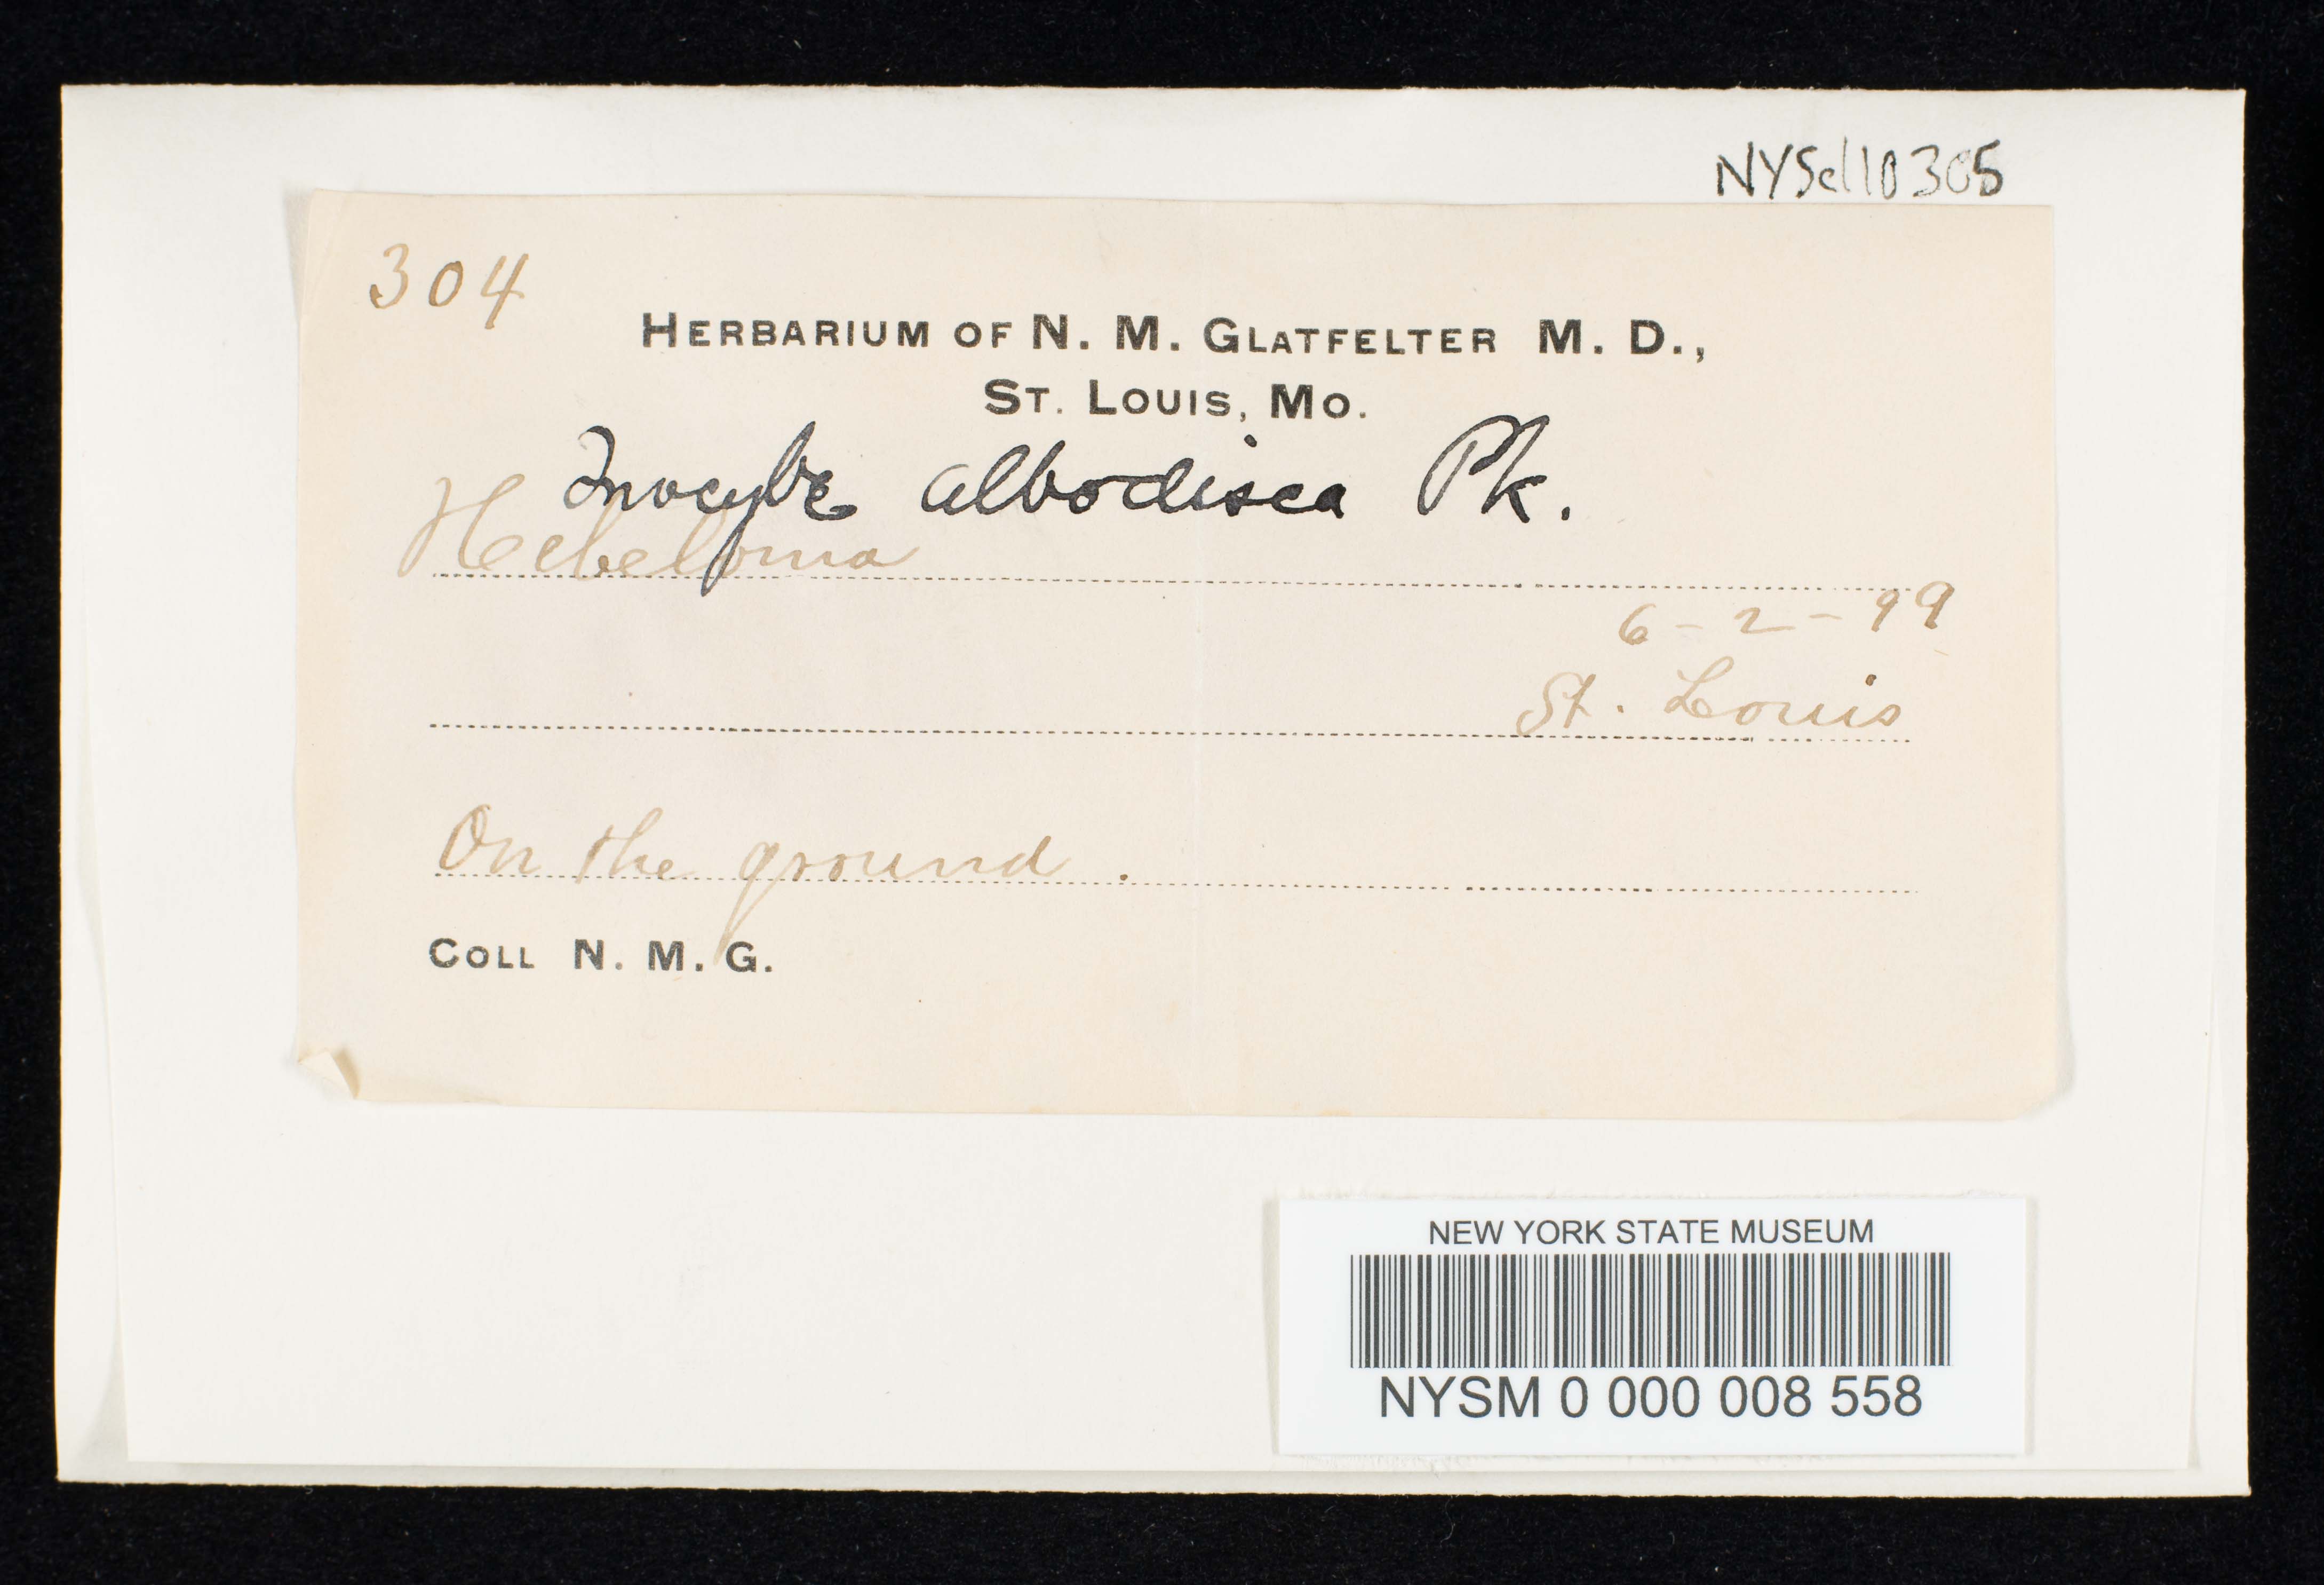 NYSd10305
304
HERBARIUM OF N. M. GLATFELTER M. D.,
ST. LOUIS, MO.
Inocybe albodisca Pk.
Hebeloma
6-2-99
St. Louis
On the ground.
COLL N. M. G.
NEW YORK STATE MUSEUM
NYSM 0 000 008 558